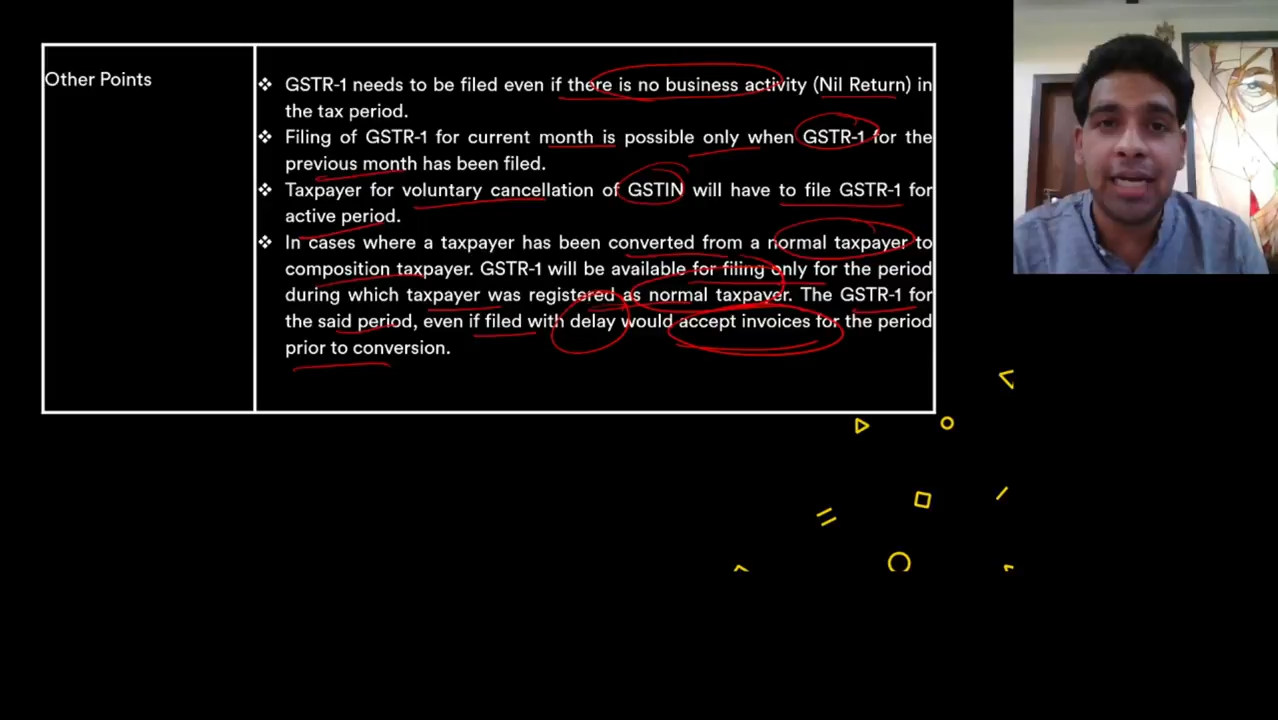 Other Points
❖ GSTR-1 needs to be filed even if there is no business activity (Nil Return) in
the tax period.
❖ Filing of GSTR-1 for current month is possible only when GSTR-1 for the
previous month has been filed.
❖ Taxpayer for voluntary cancellation of GSTIN will have to file GSTR-1 for
active period.
❖ In cases where a taxpayer has been converted from a normal taxpayer to
composition taxpayer. GSTR-1 will be available for filing only for the period
during which taxpayer was registered as normal taxpayer. The GSTR-1 for
the said period, even if filed with delay would accept invoices for the period
prior to conversion.